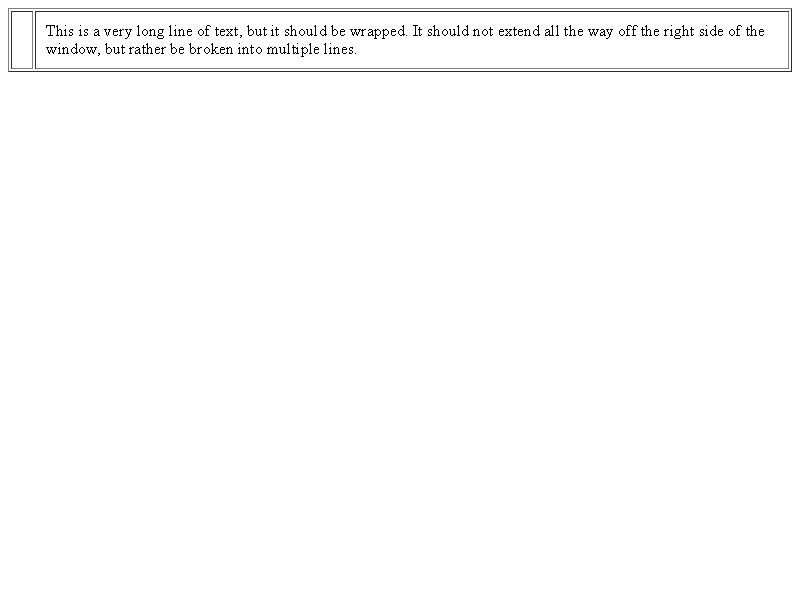 This is a very long line of text, but it should be wrapped. It should not extend all the way off the right side of the
window, but rather be broken into multiple lines.